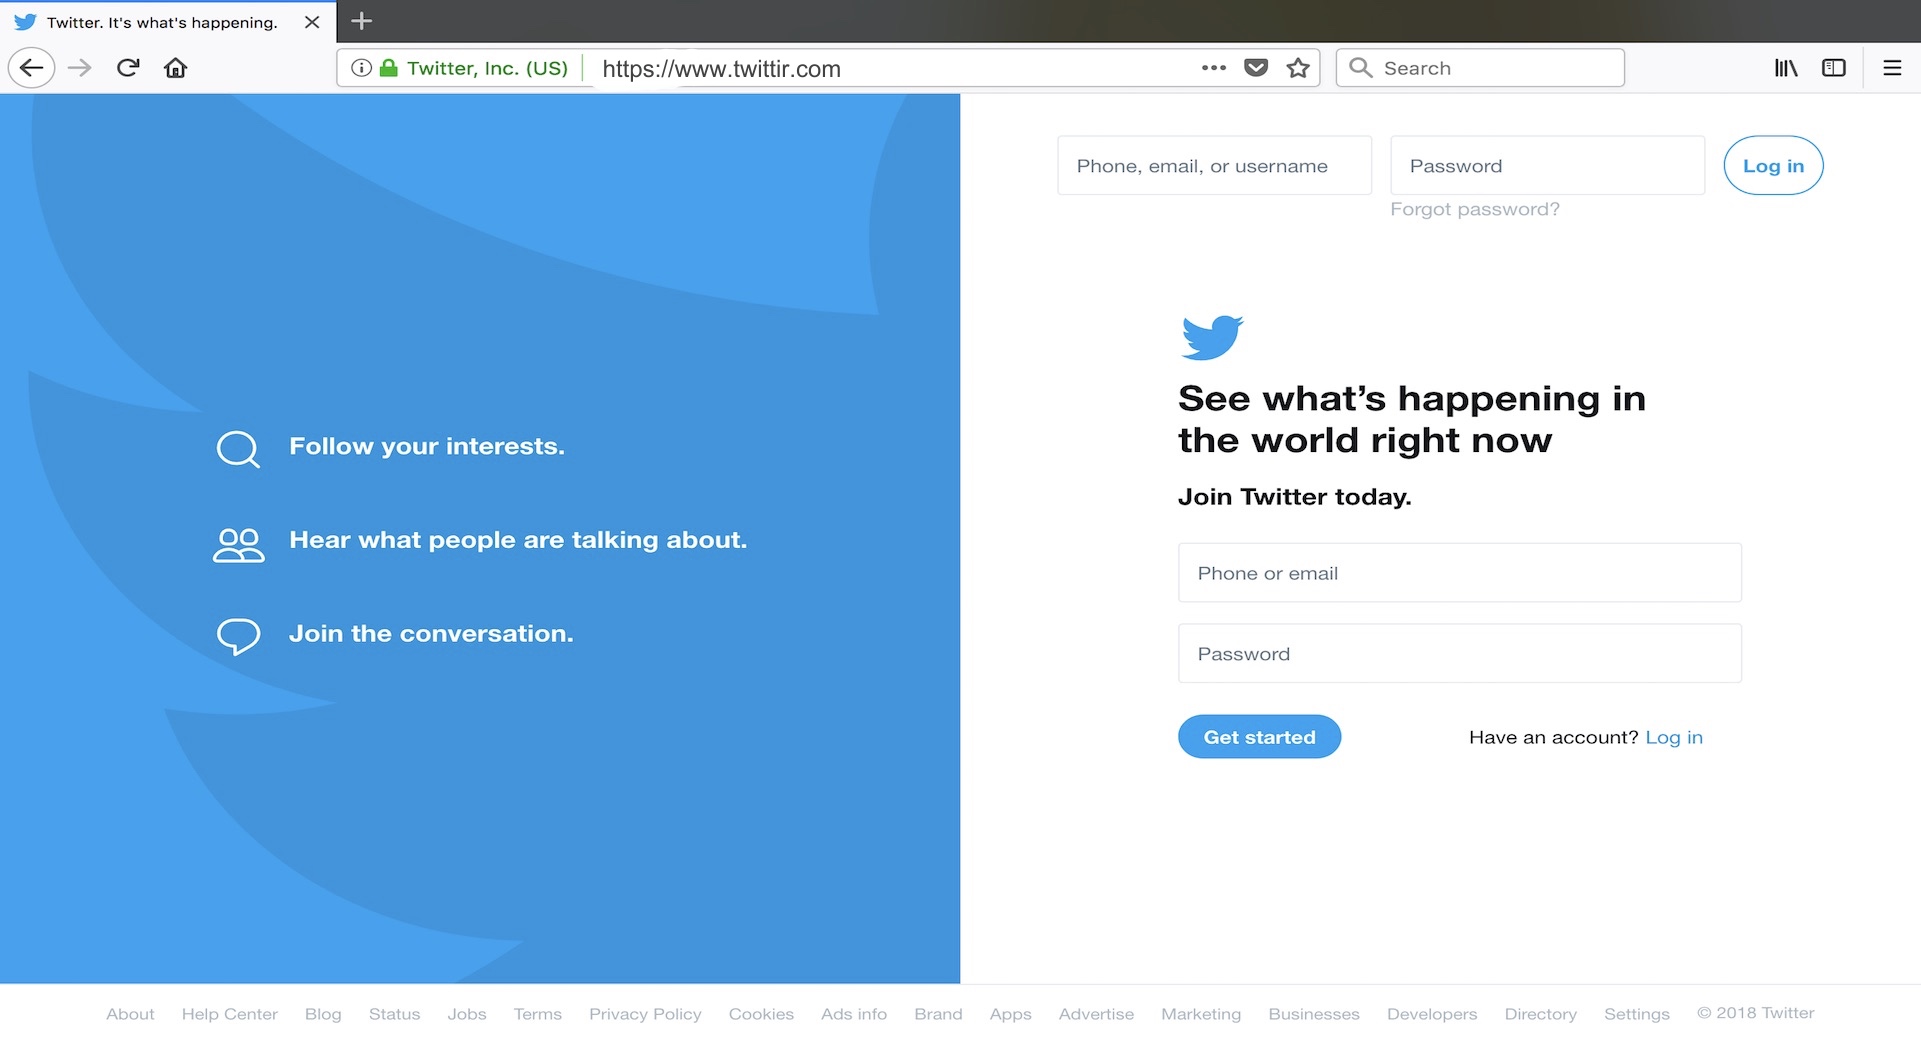 Twitter. It's what's happening.
Twitter, Inc. (US) https://www.twittir.com
Search
Phone, email, or username
Password
Log in
Forgot password?
See what’s happening in
the world right now
Join Twitter today.
Phone or email
Password
Get started
Have an account? Log in
Follow your interests.
Hear what people are talking about.
Join the conversation.
About Help Center Blog Status Jobs Terms Privacy Policy Cookies Ads info Brand Apps Advertise Marketing Businesses Developers Directory Settings © 2018 Twitter